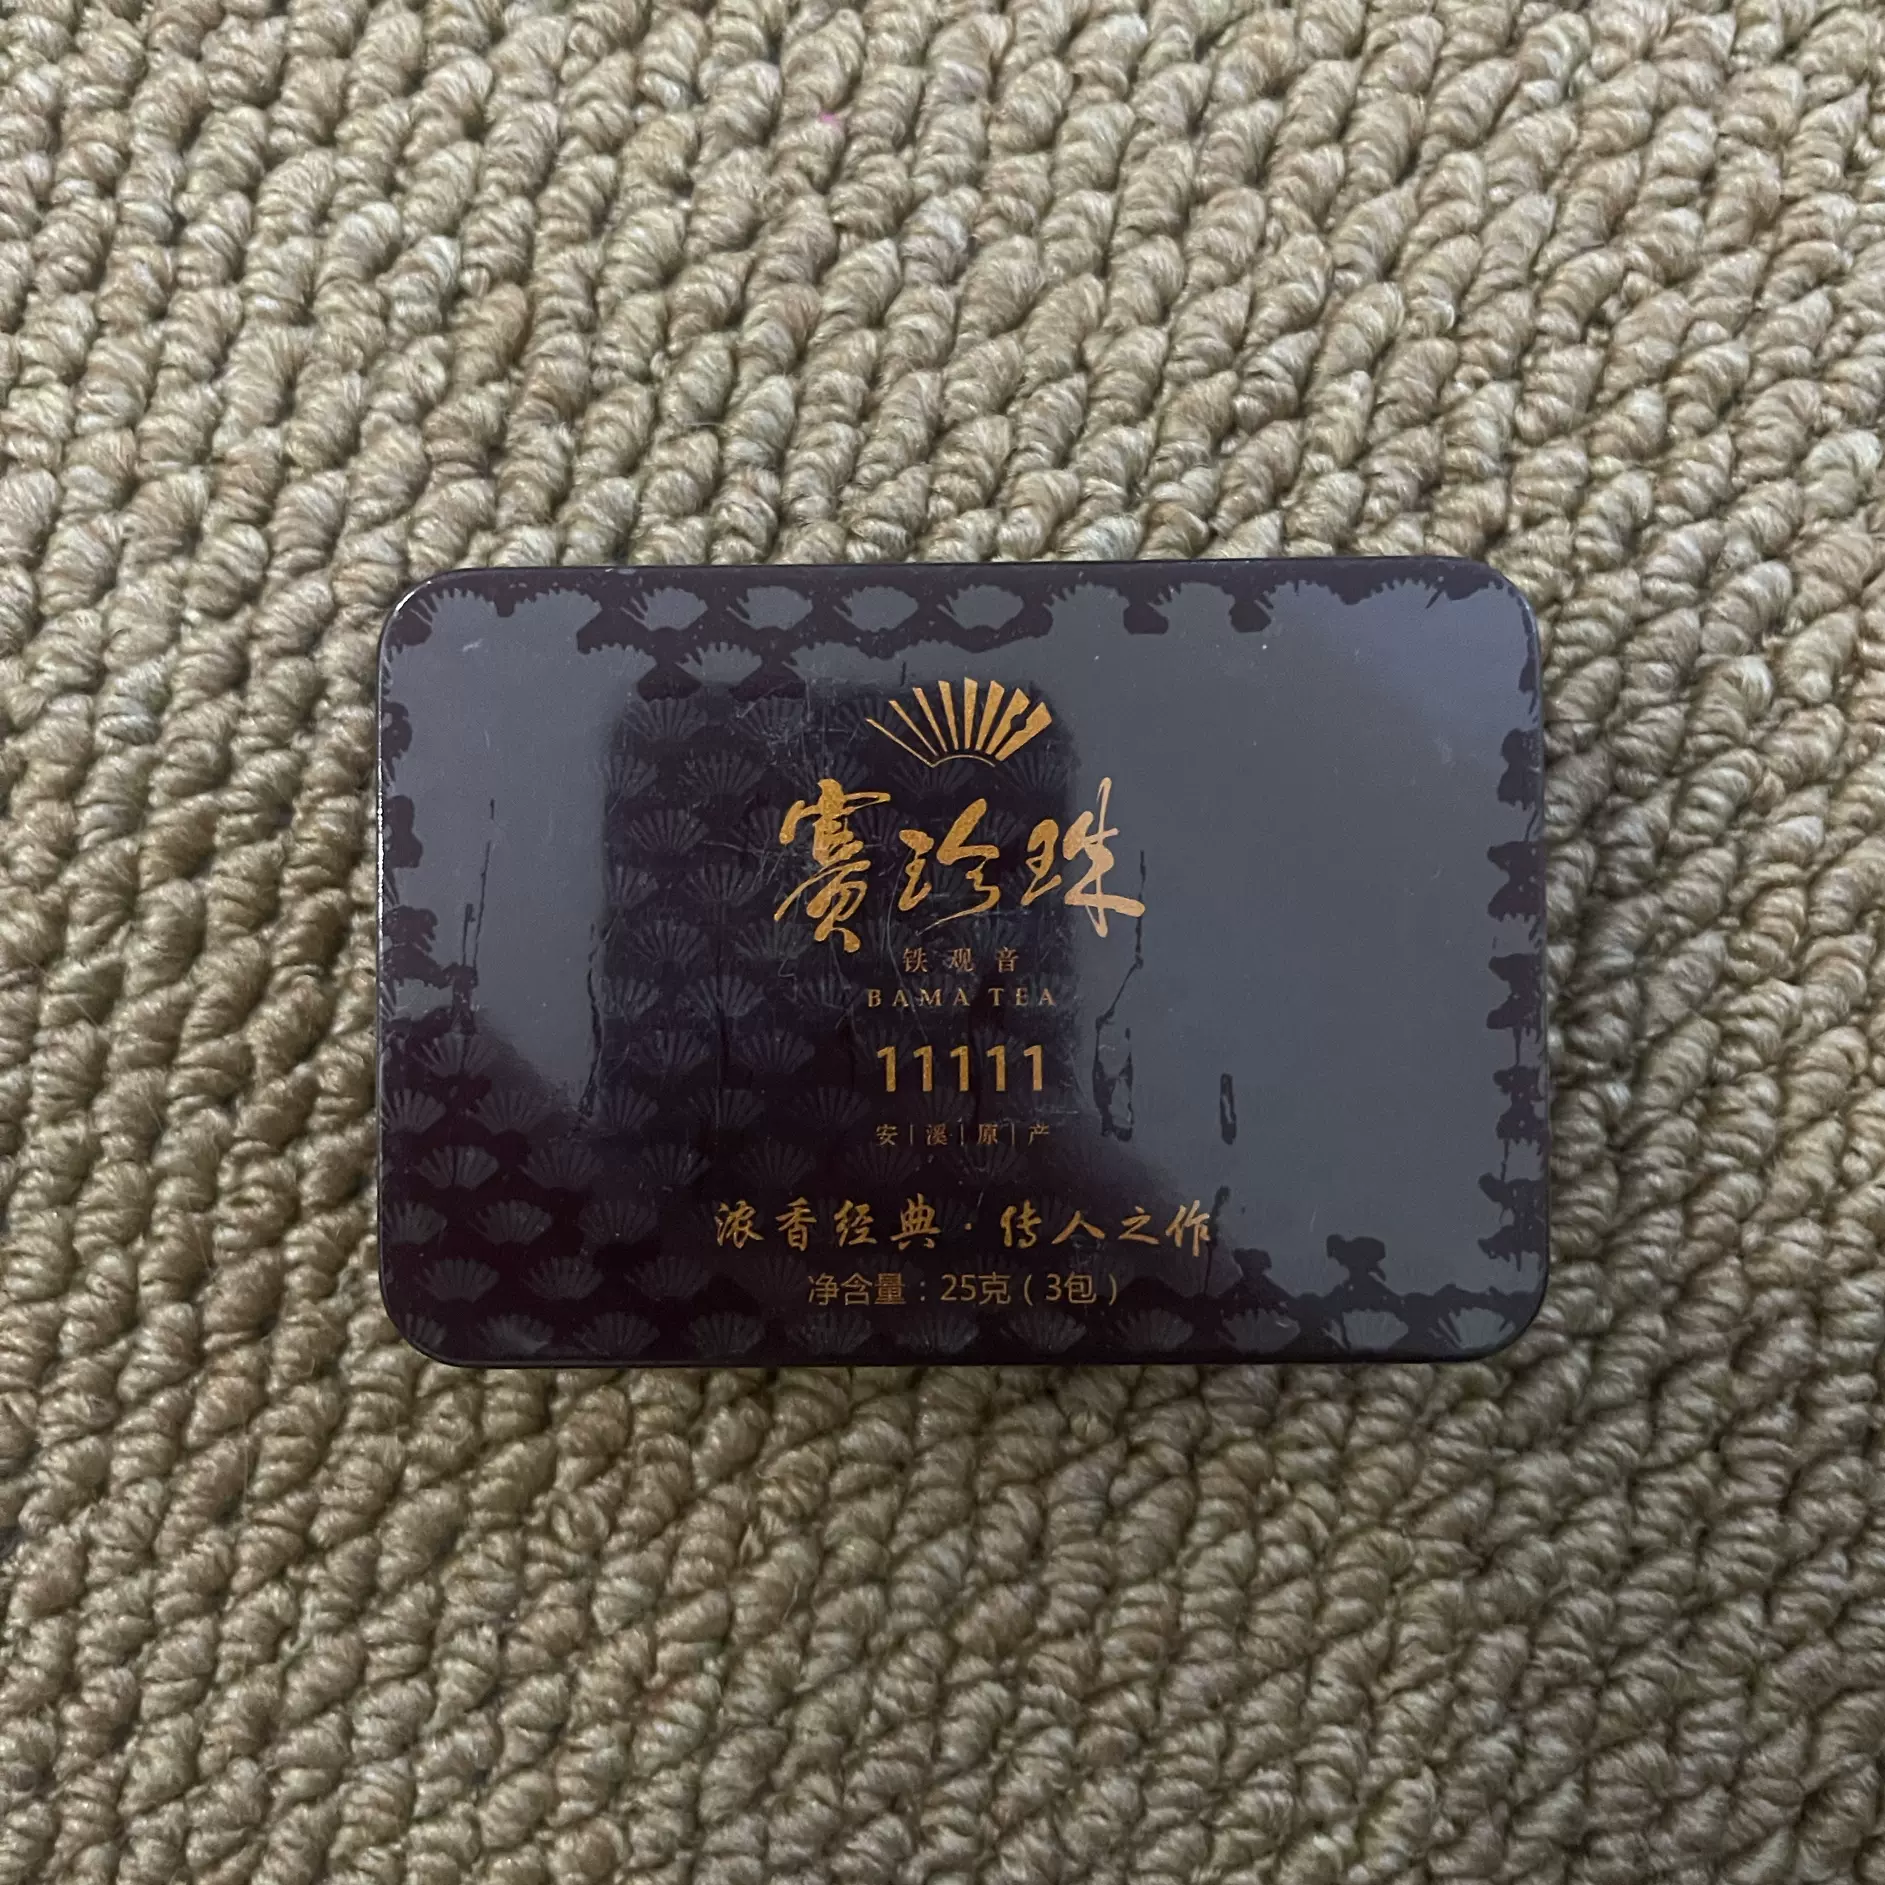 賽珍珠
铁观音
BAMA TEA
11111
安|溪|原|产
浓香经典·传人之作
净含量：25克（3包）